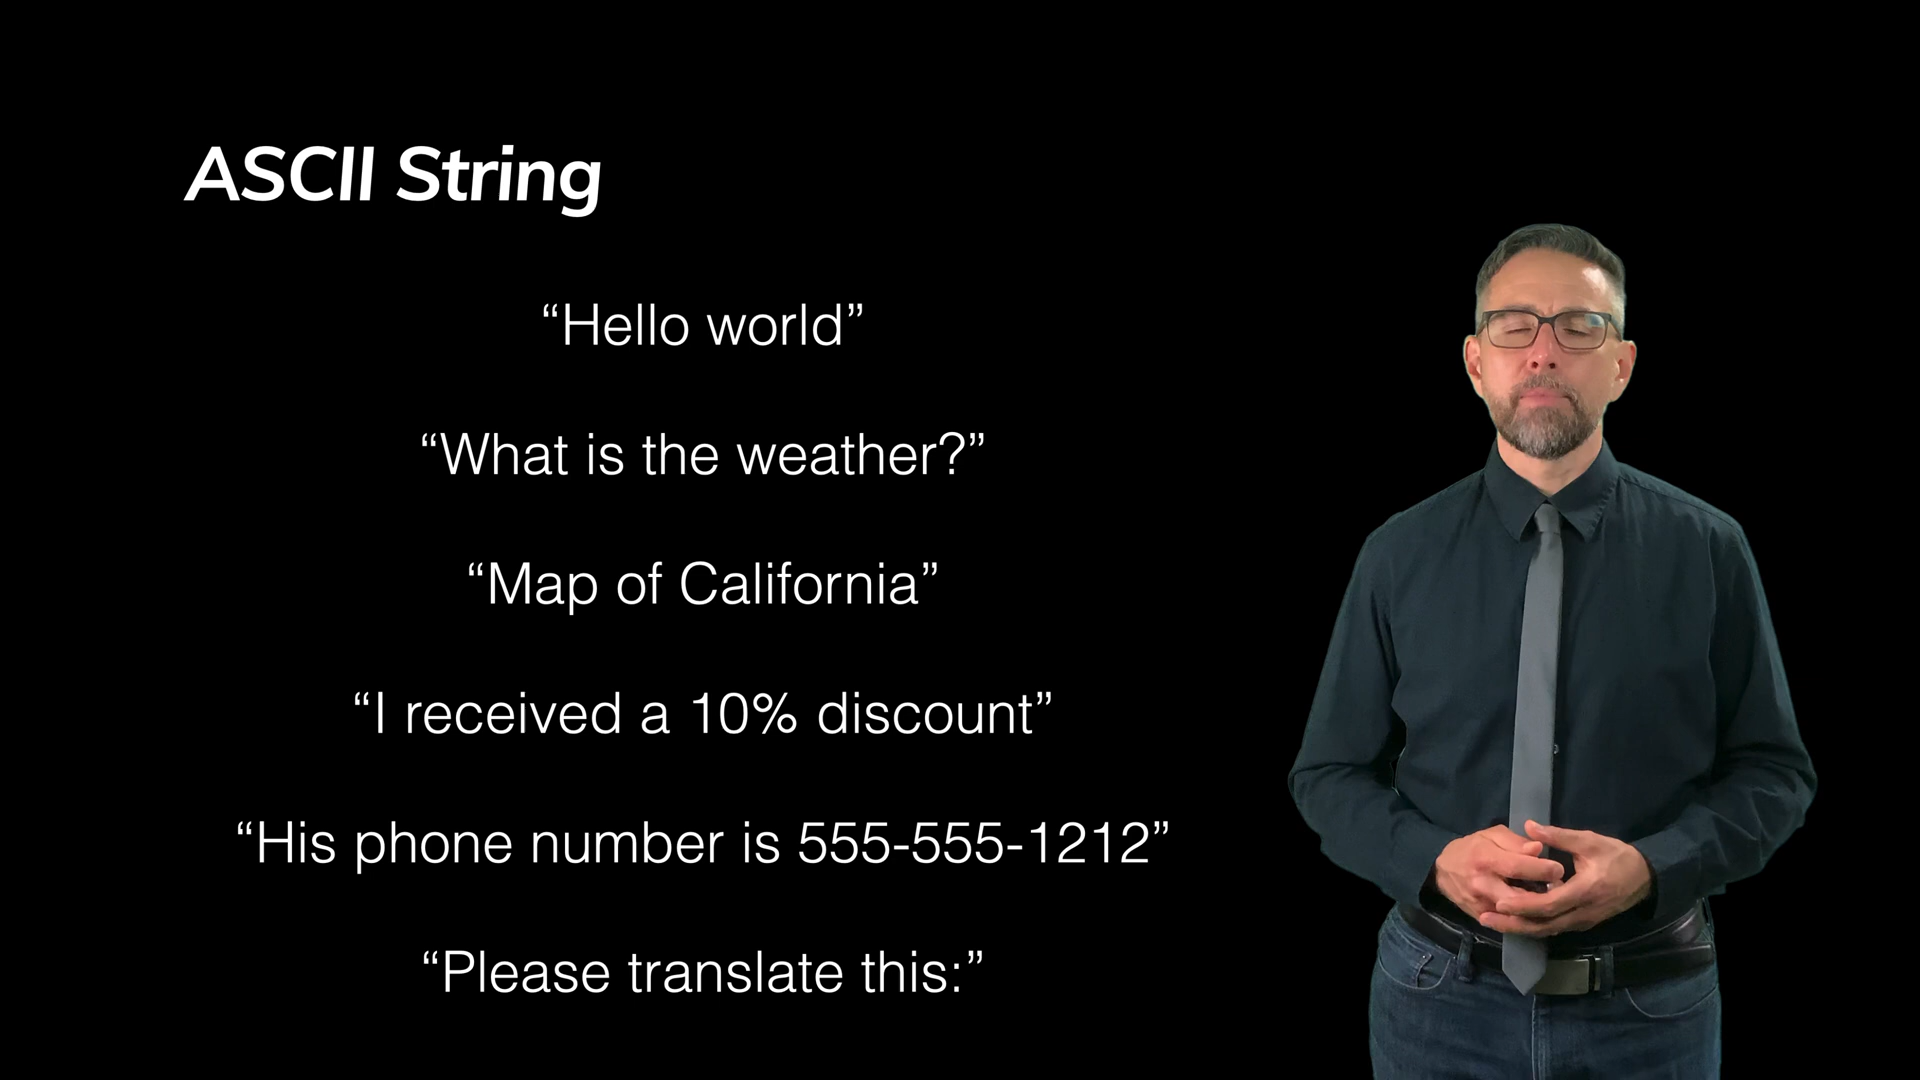 ASCII String
“Hello world”
“What is the weather?”
“Map of California”
“I received a 10% discount”
“His phone number is 555-555-1212”
“Please translate this:”